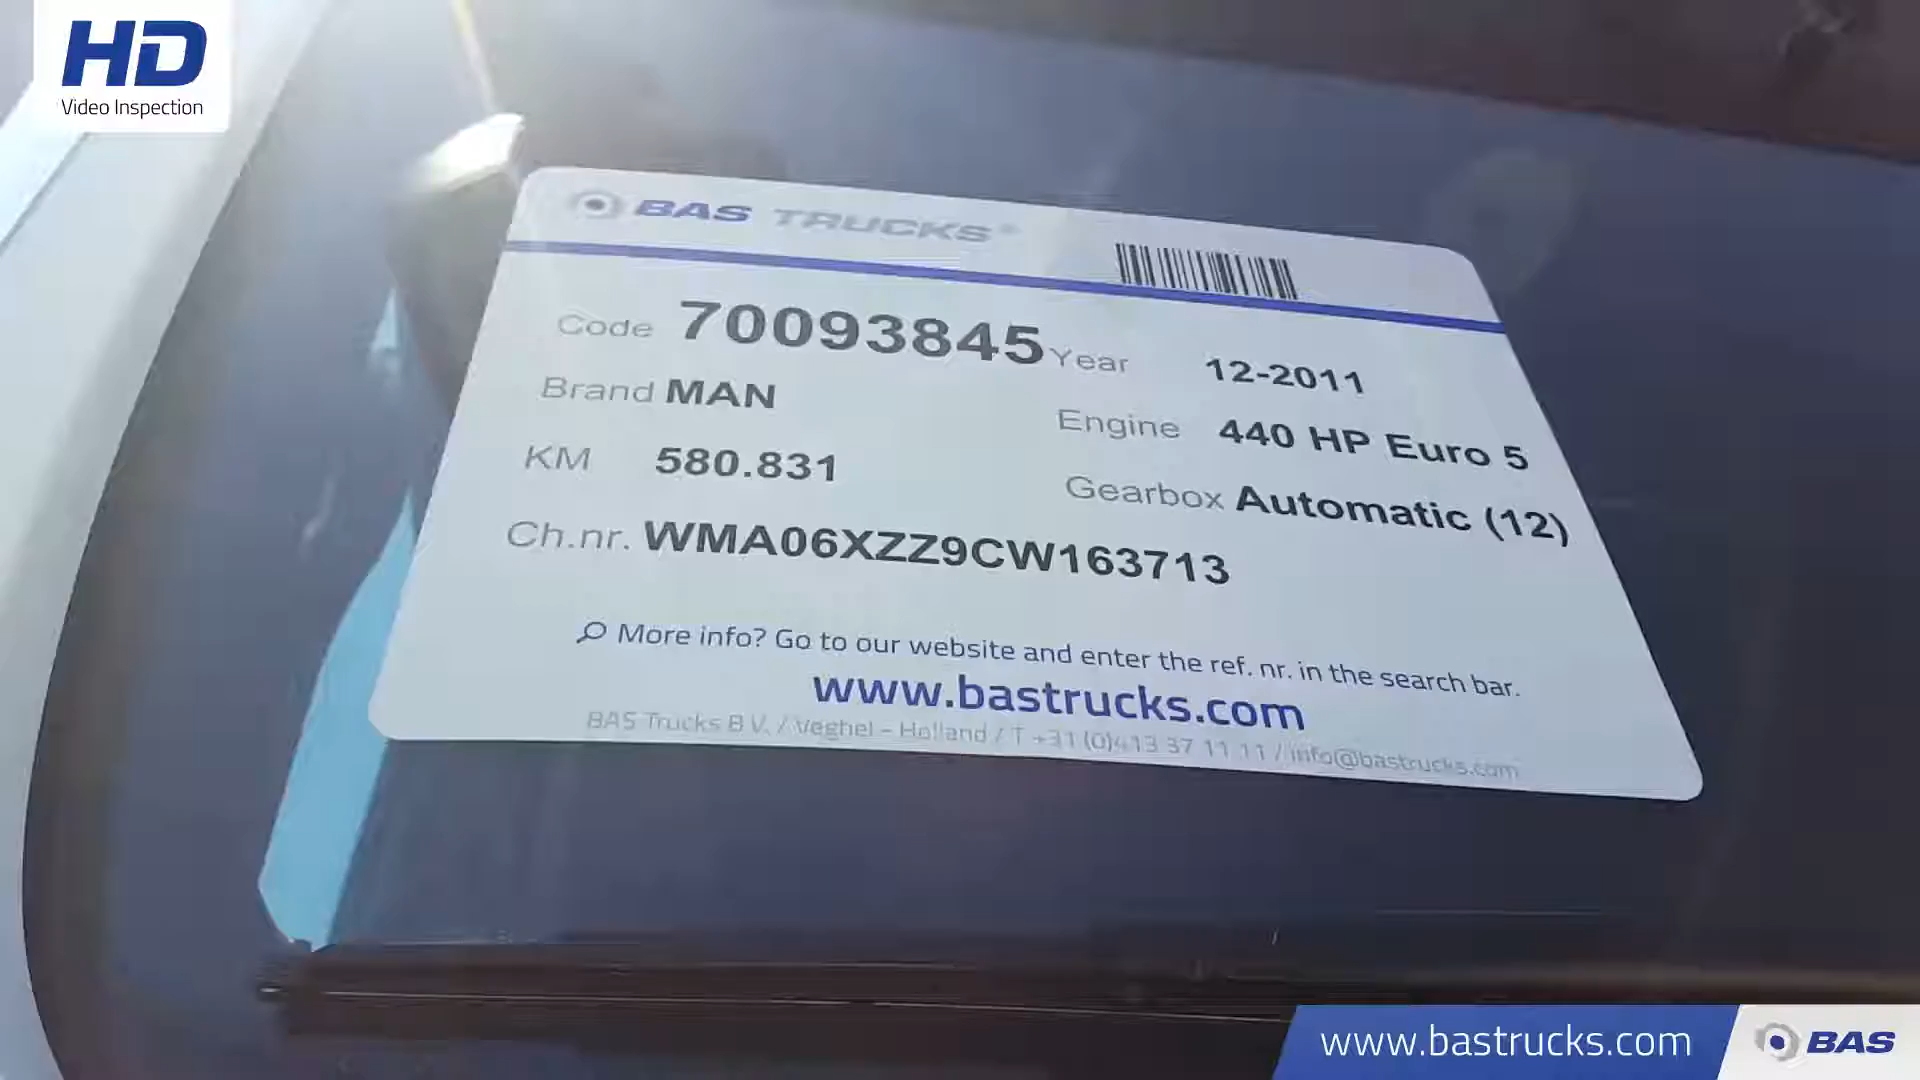 HD
Video Inspection
BAS TRUCKS®
Code 70093845 Year 12-2011
Brand MAN
Engine 440 HP Euro 5
KM 580.831
Gearbox Automatic (12)
Ch.nr. WMA06XZZ9CW163713
More info? Go to our website and enter the ref. nr. in the search bar.
www.bastrucks.com
BAS Trucks B.V. / Veghel - Holland / T +31 (0)413 37 11 11 / info@bastrucks.com
www.bastrucks.com
BAS